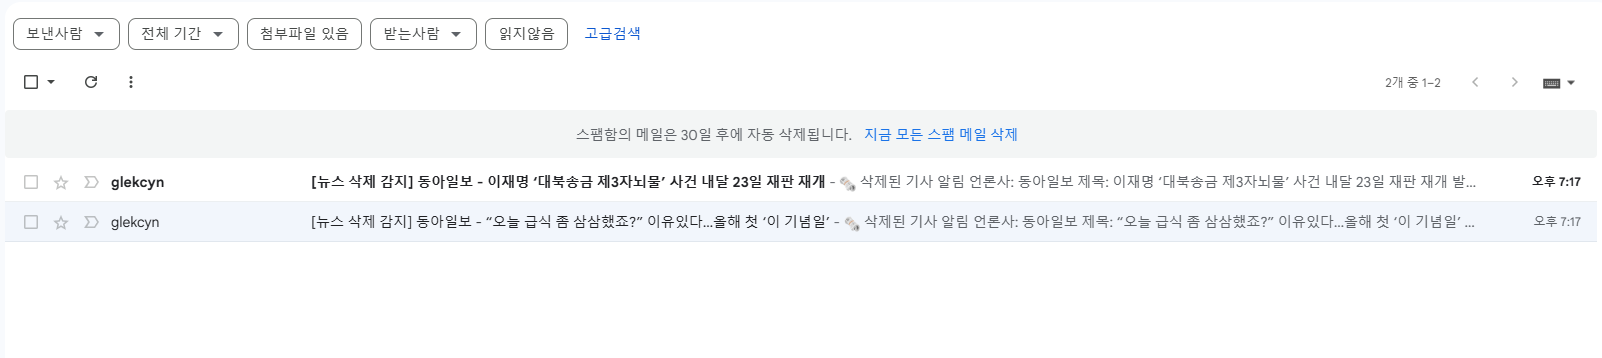 보낸사람 전체 기간 첨부파일 있음 받는사람 읽지않음 고급검색
2개 중 1–2
스팸함의 메일은 30일 후에 자동 삭제됩니다. 지금 모든 스팸 메일 삭제
glekcyn [뉴스 삭제 감지] 동아일보 - 이재명 ‘대북송금 제3자뇌물’ 사건 내달 23일 재판 재개 - 🗞️ 삭제된 기사 알림 언론사: 동아일보 제목: 이재명 ‘대북송금 제3자뇌물’ 사건 내달 23일 재판 재개 발... 오후 7:17
glekcyn [뉴스 삭제 감지] 동아일보 - “오늘 급식 좀 삼삼했죠?” 이유있다…올해 첫 ‘이 기념일’ - 🗞️ 삭제된 기사 알림 언론사: 동아일보 제목: “오늘 급식 좀 삼삼했죠?” 이유있다…올해 첫 ‘이 기념일’ ... 오후 7:17